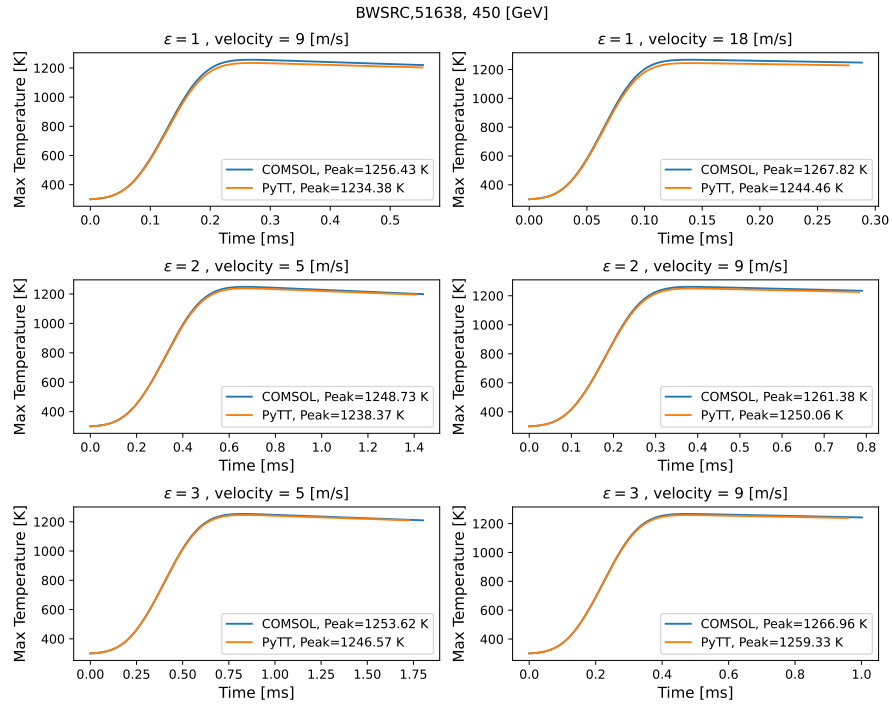 BWSRC,51638, 450 [GeV]
ε = 1 , velocity = 9 [m/s]
Max Temperature [K]
1200
1000
800
600
400
COMSOL, Peak=1256.43 K
PyTT, Peak=1234.38 K
0.0 0.1 0.2 0.3 0.4 0.5
Time [ms]
ε = 1 , velocity = 18 [m/s]
Max Temperature [K]
1200
1000
800
600
400
COMSOL, Peak=1267.82 K
PyTT, Peak=1244.46 K
0.00 0.05 0.10 0.15 0.20 0.25 0.30
Time [ms]
ε = 2 , velocity = 5 [m/s]
Max Temperature [K]
1200
1000
800
600
400
COMSOL, Peak=1248.73 K
PyTT, Peak=1238.37 K
0.0 0.2 0.4 0.6 0.8 1.0 1.2 1.4
Time [ms]
ε = 2 , velocity = 9 [m/s]
Max Temperature [K]
1200
1000
800
600
400
COMSOL, Peak=1261.38 K
PyTT, Peak=1250.06 K
0.0 0.1 0.2 0.3 0.4 0.5 0.6 0.7 0.8
Time [ms]
ε = 3 , velocity = 5 [m/s]
Max Temperature [K]
1200
1000
800
600
400
COMSOL, Peak=1253.62 K
PyTT, Peak=1246.57 K
0.00 0.25 0.50 0.75 1.00 1.25 1.50 1.75
Time [ms]
ε = 3 , velocity = 9 [m/s]
Max Temperature [K]
1200
1000
800
600
400
COMSOL, Peak=1266.96 K
PyTT, Peak=1259.33 K
0.0 0.2 0.4 0.6 0.8 1.0
Time [ms]